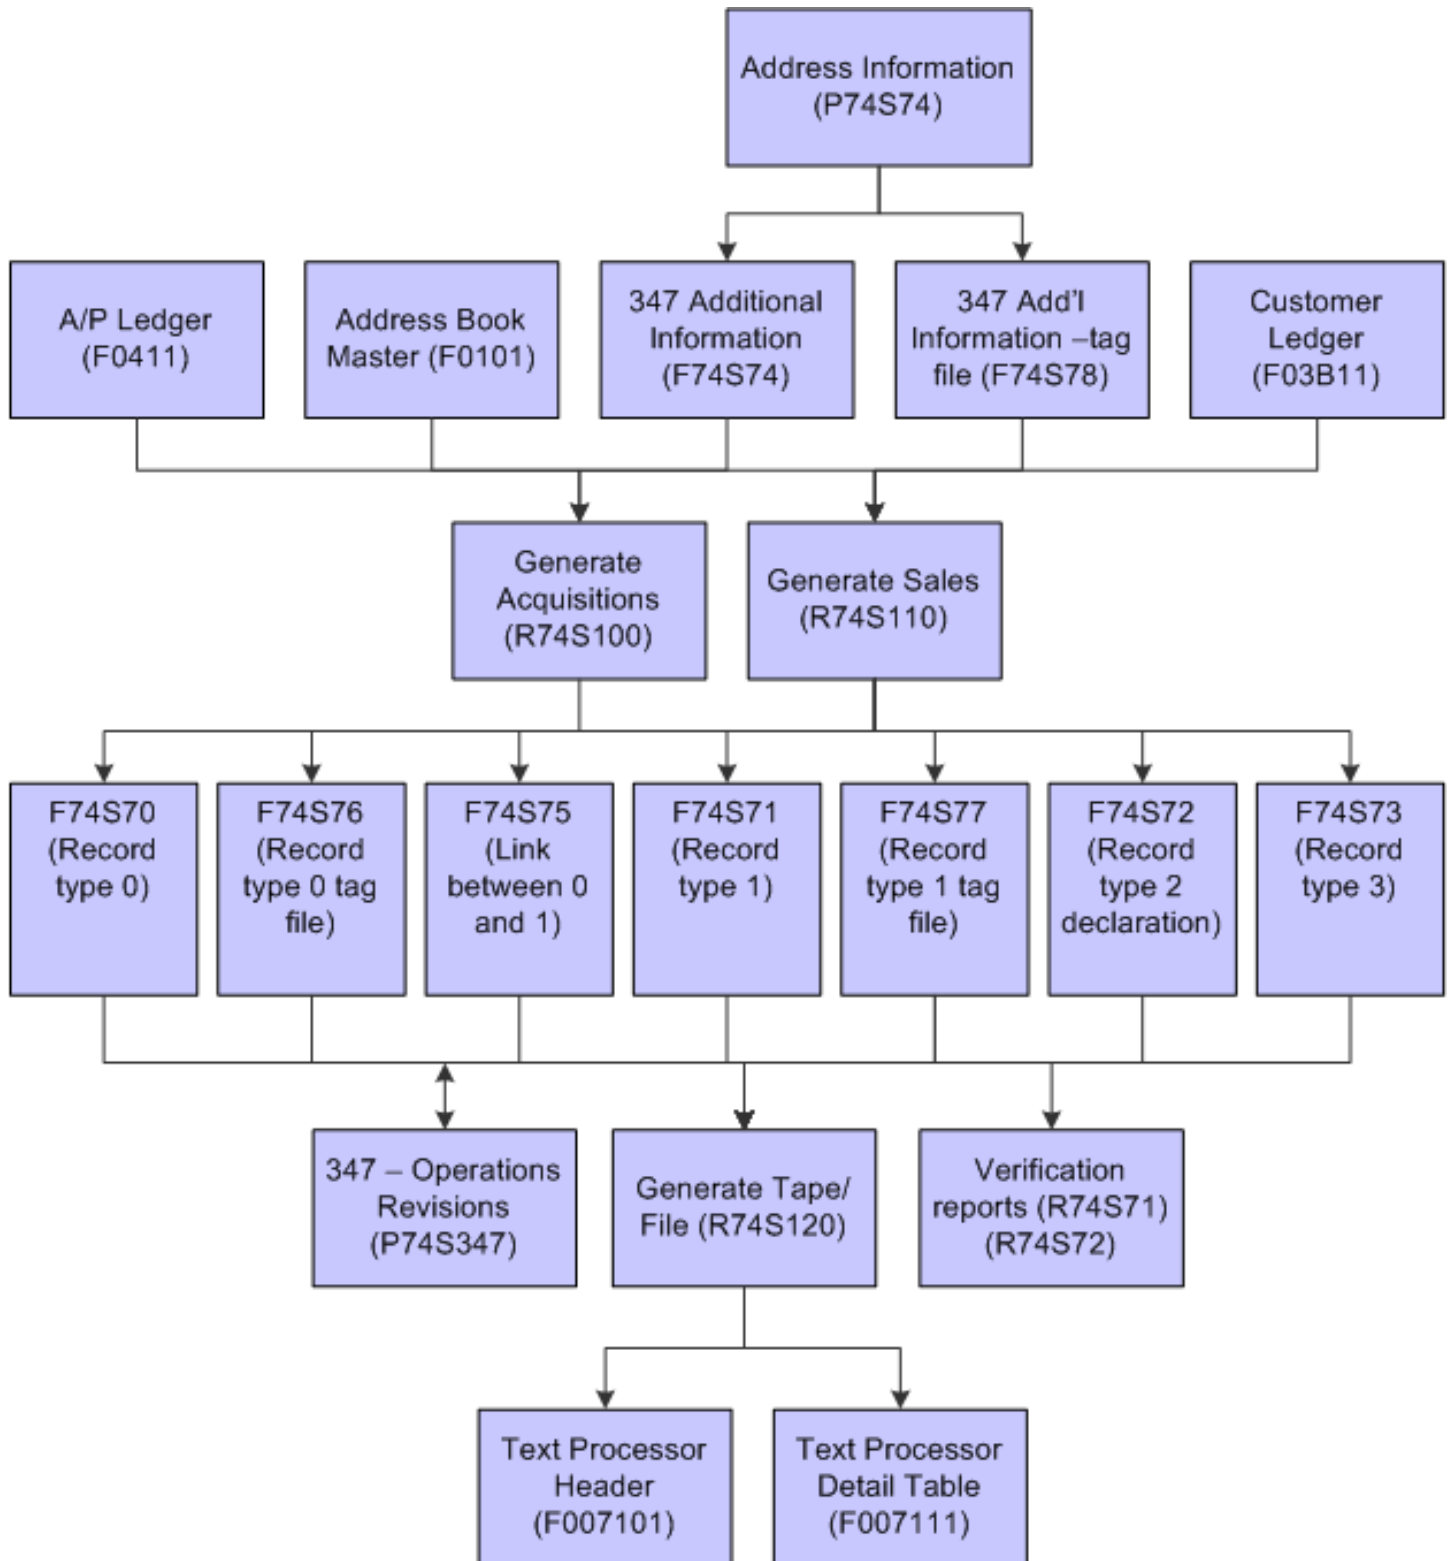 Address Information
(P74S74)
A/P Ledger
(F0411)
Address Book
Master (F0101)
347 Additional
Information
(F74S74)
347 Add'l
Information –tag
file (F74S78)
Customer
Ledger
(F03B11)
Generate
Acquisitions
(R74S100)
Generate Sales
(R74S110)
F74S70
(Record
type 0)
F74S76
(Record
type 0 tag
file)
F74S75
(Link
between 0
and 1)
F74S71
(Record
type 1)
F74S77
(Record
type 1 tag
file)
F74S72
(Record
type 2
declaration)
F74S73
(Record
type 3)
347 – Operations
Revisions
(P74S347)
Generate Tape/
File (R74S120)
Verification
reports (R74S71)
(R74S72)
Text Processor
Header
(F007101)
Text Processor
Detail Table
(F007111)